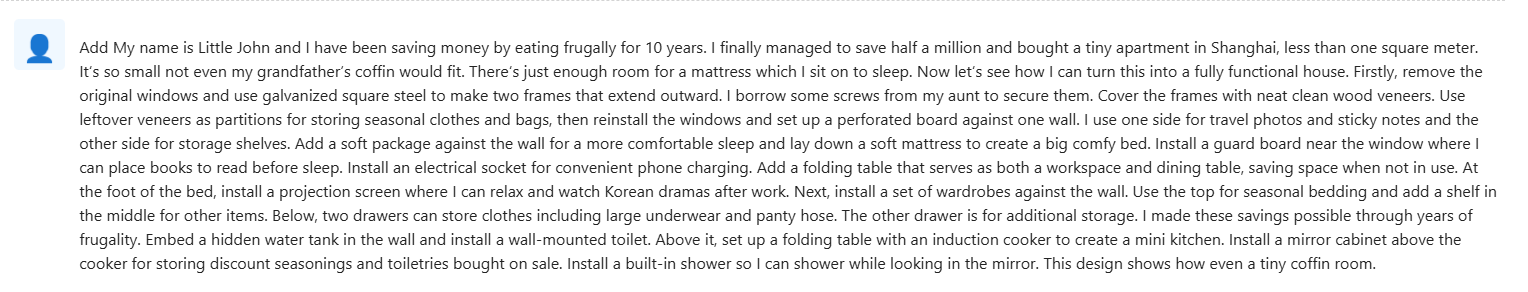 Add My name is Little John and I have been saving money by eating frugally for 10 years. I finally managed to save half a million and bought a tiny apartment in Shanghai, less than one square meter.
It's so small not even my grandfather's coffin would fit. There's just enough room for a mattress which I sit on to sleep. Now let's see how I can turn this into a fully functional house. Firstly, remove the
original windows and use galvanized square steel to make two frames that extend outward. I borrow some screws from my aunt to secure them. Cover the frames with neat clean wood veneers. Use
leftover veneers as partitions for storing seasonal clothes and bags, then reinstall the windows and set up a perforated board against one wall. I use one side for travel photos and sticky notes and the
other side for storage shelves. Add a soft package against the wall for a more comfortable sleep and lay down a soft mattress to create a big comfy bed. Install a guard board near the window where I
can place books to read before sleep. Install an electrical socket for convenient phone charging. Add a folding table that serves as both a workspace and dining table, saving space when not in use. At
the foot of the bed, install a projection screen where I can relax and watch Korean dramas after work. Next, install a set of wardrobes against the wall. Use the top for seasonal bedding and add a shelf in
the middle for other items. Below, two drawers can store clothes including large underwear and panty hose. The other drawer is for additional storage. I made these savings possible through years of
frugality. Embed a hidden water tank in the wall and install a wall-mounted toilet. Above it, set up a folding table with an induction cooker to create a mini kitchen. Install a mirror cabinet above the
cooker for storing discount seasonings and toiletries bought on sale. Install a built-in shower so I can shower while looking in the mirror. This design shows how even a tiny coffin room.